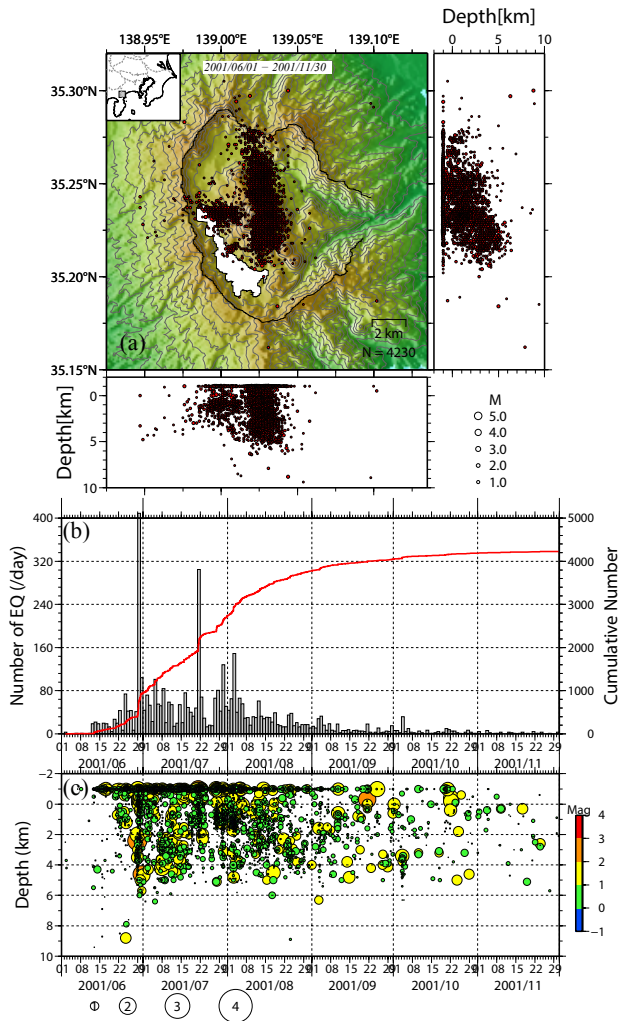 Depth[km]
138.95°E 139.00°E 139.05°E 139.10°E
0 5 10
2001/06/01 − 2001/11/30
35.30°N
35.25°N
35.20°N
35.15°N
(a)
2 km
N = 4230
Depth[km]
0
5
10
M
5.0
4.0
3.0
2.0
1.0
(b)
Number of EQ (/day)
400
320
240
160
80
0
Cumulative Number
5000
4000
3000
2000
1000
0
01 08 15 22 29 01 08 15 22 29 01 08 15 22 29 01 08 15 22 29 01 08 15 22 29 01 08 15 22 29
2001/06 2001/07 2001/08 2001/09 2001/10 2001/11
(c)
Depth (km)
−2
0
2
4
6
8
10
Mag
4
3
2
1
0
−1
01 08 15 22 29 01 08 15 22 29 01 08 15 22 29 01 08 15 22 29 01 08 15 22 29 01 08 15 22 29
2001/06 2001/07 2001/08 2001/09 2001/10 2001/11
① ② ③ ④